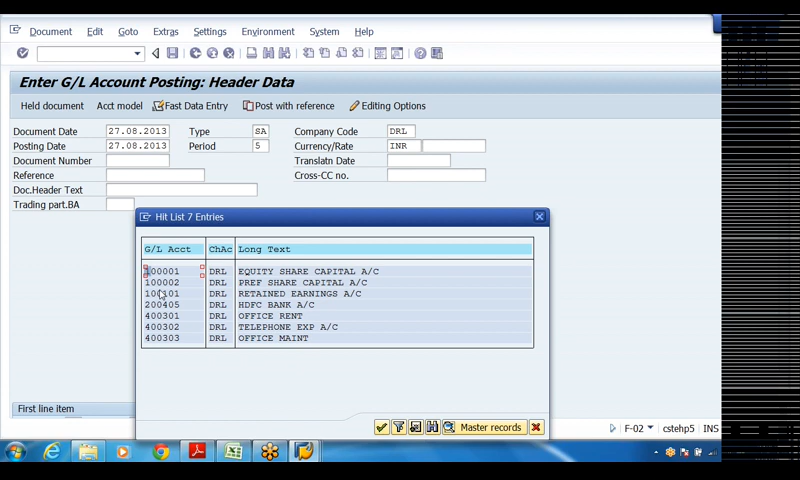 Document Edit Goto Extras Settings Environment System Help
Enter G/L Account Posting: Header Data
Held document Acct model Fast Data Entry Post with reference Editing Options
Document Date 27.08.2013 Type SA Company Code DRL
Posting Date 27.08.2013 Period 5 Currency/Rate INR
Document Number Translatn Date
Reference Cross-CC no.
Doc.Header Text
Trading part.BA
Hit List 7 Entries
G/L Acct ChAc Long Text
100001 DRL EQUITY SHARE CAPITAL A/C
100002 DRL PREF SHARE CAPITAL A/C
100101 DRL RETAINED EARNINGS A/C
200405 DRL HDFC BANK A/C
400301 DRL OFFICE RENT
400302 DRL TELEPHONE EXP A/C
400303 DRL OFFICE MAINT
First line item
Master records
F-02 cstehp5 INS